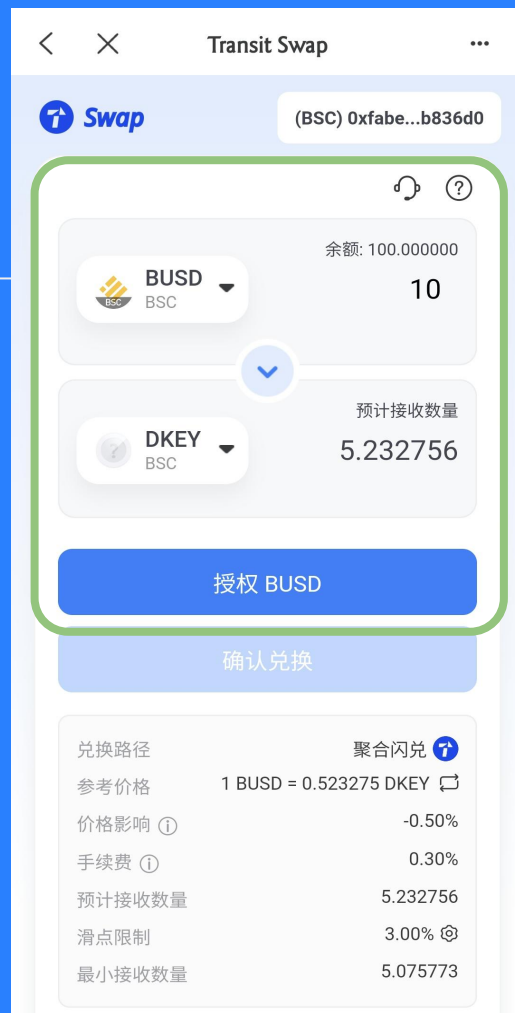 Transit Swap
Swap
(BSC) 0xfabe...b836d0
余额: 100.000000
BUSD
BSC
BSC
10
预计接收数量
DKEY
BSC
5.232756
授权 BUSD
确认兑换
兑换路径 聚合闪兑
参考价格 1 BUSD = 0.523275 DKEY
价格影响 -0.50%
手续费 0.30%
预计接收数量 5.232756
滑点限制 3.00%
最小接收数量 5.075773